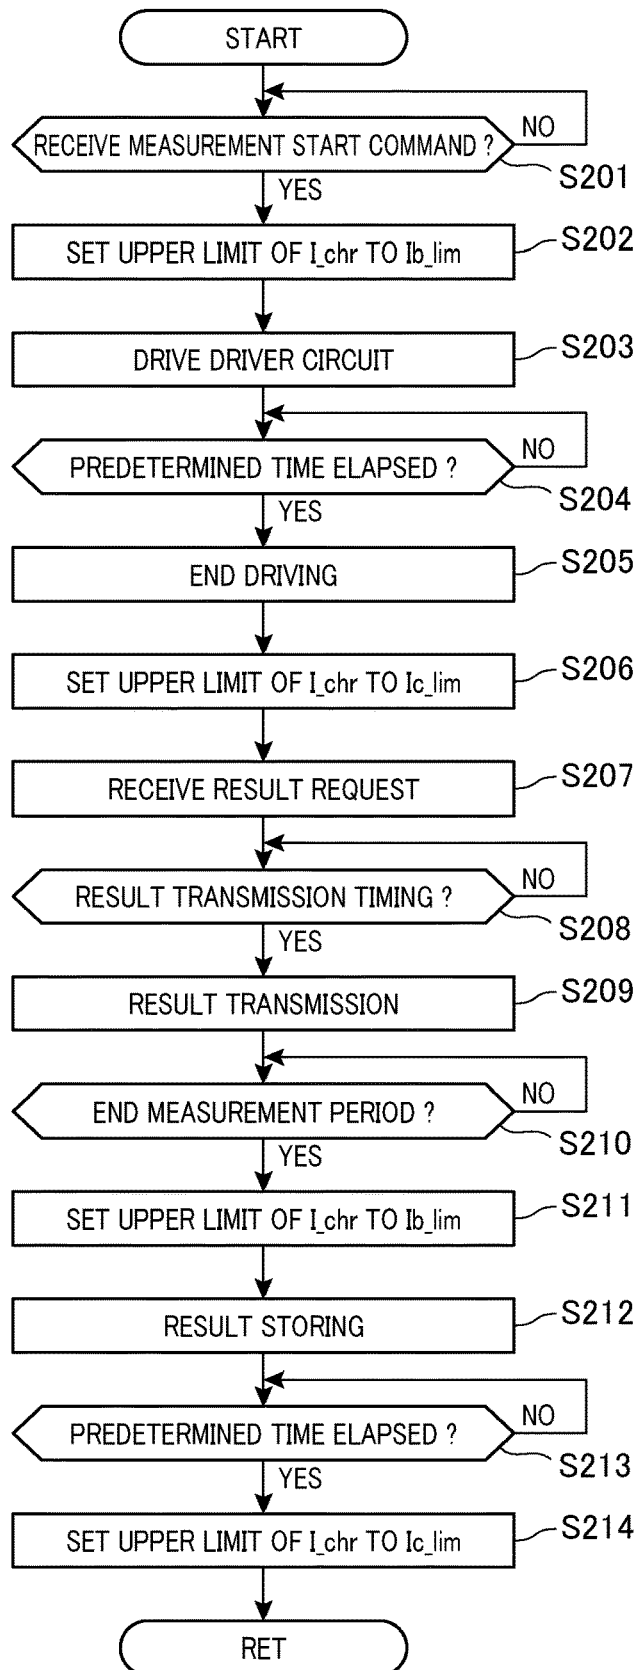 START
RECEIVE MEASUREMENT START COMMAND ?
NO
S201
YES
SET UPPER LIMIT OF I_chr TO Ib_lim
S202
DRIVE DRIVER CIRCUIT
S203
PREDETERMINED TIME ELAPSED ?
NO
S204
YES
END DRIVING
S205
SET UPPER LIMIT OF I_chr TO Ic_lim
S206
RECEIVE RESULT REQUEST
S207
RESULT TRANSMISSION TIMING ?
NO
S208
YES
RESULT TRANSMISSION
S209
END MEASUREMENT PERIOD ?
NO
S210
YES
SET UPPER LIMIT OF I_chr TO Ib_lim
S211
RESULT STORING
S212
PREDETERMINED TIME ELAPSED ?
NO
S213
YES
SET UPPER LIMIT OF I_chr TO Ic_lim
S214
RET